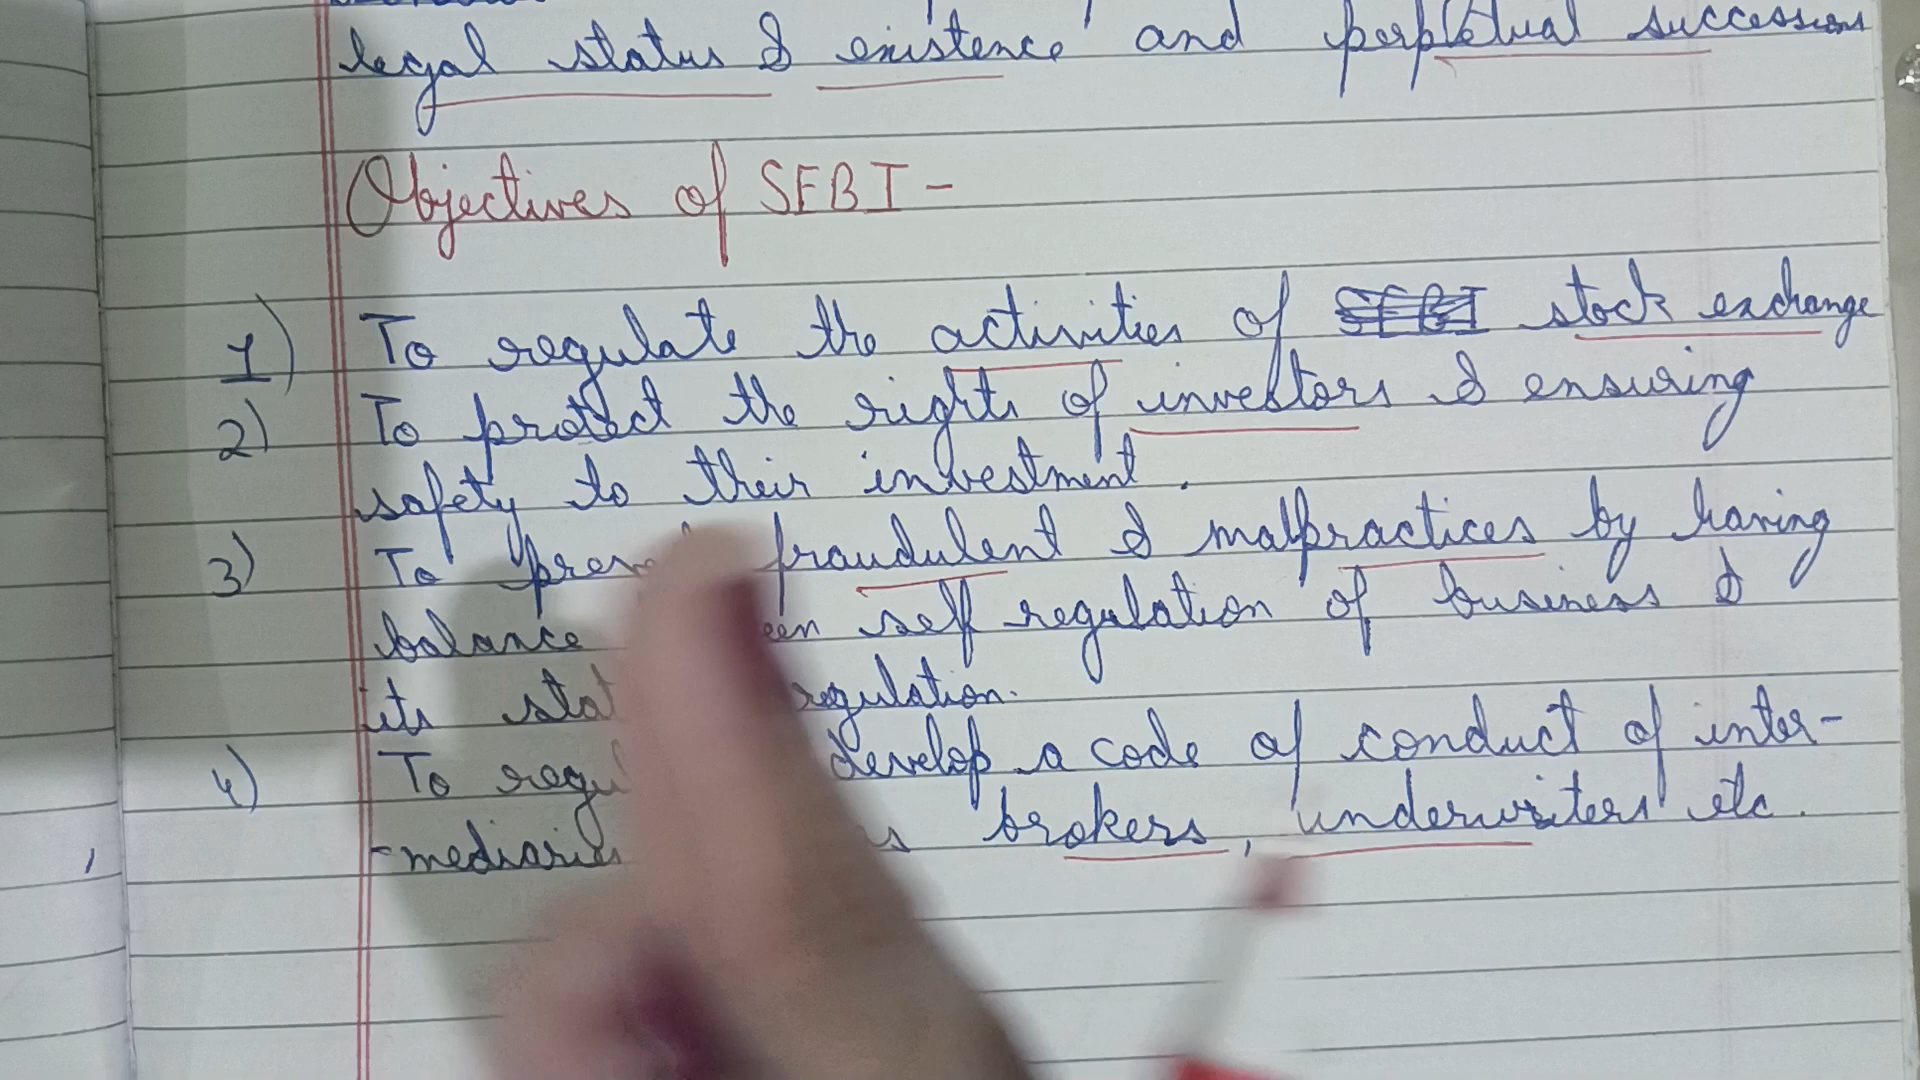 legal status & existence and perpetual succession
Objectives of SEBI -
1) To regulate the activities of SEBI stock exchange
2) To protect the rights of investors & ensuring
safety to their investment.
3) To fraudulent & malpractices by having
balance self regulation of business &
its regulation.
4) To develop a code of conduct of inter-
-mediaries brokers, underwriters etc.